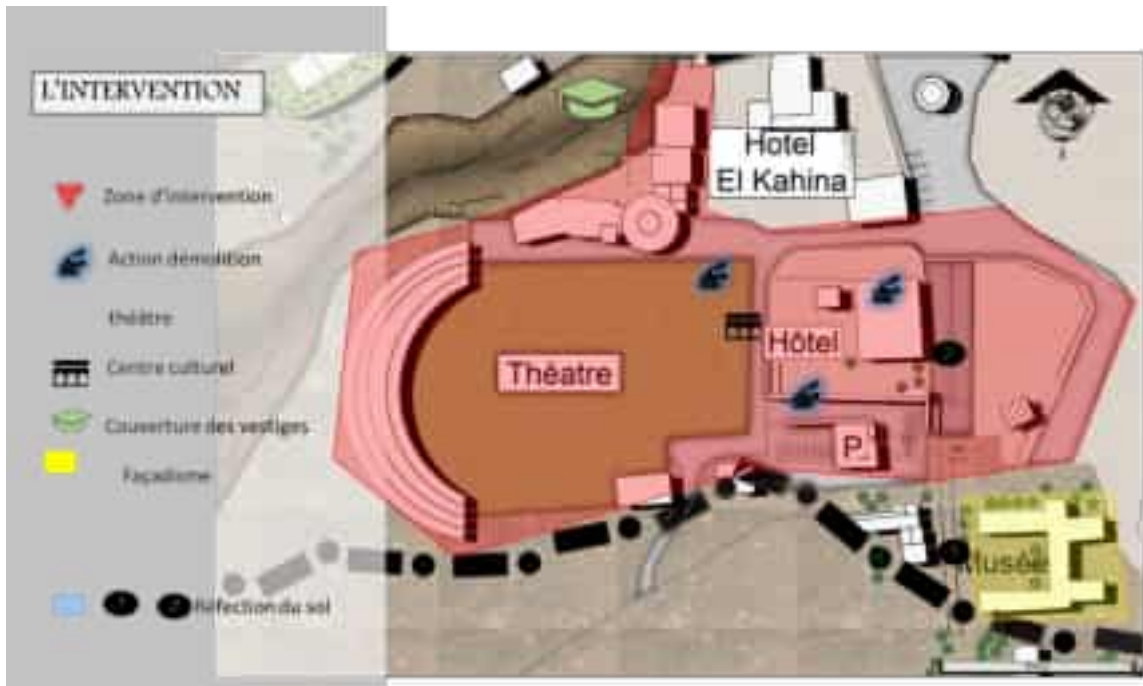 L'INTERVENTION
Zone d'intervention
Action démolition
théâtre
Centre culturel
Couverture des vestiges
Façadisme
Réfection du sol
Hotel
El Kahina
Théatre
Hôtel
P
Musée